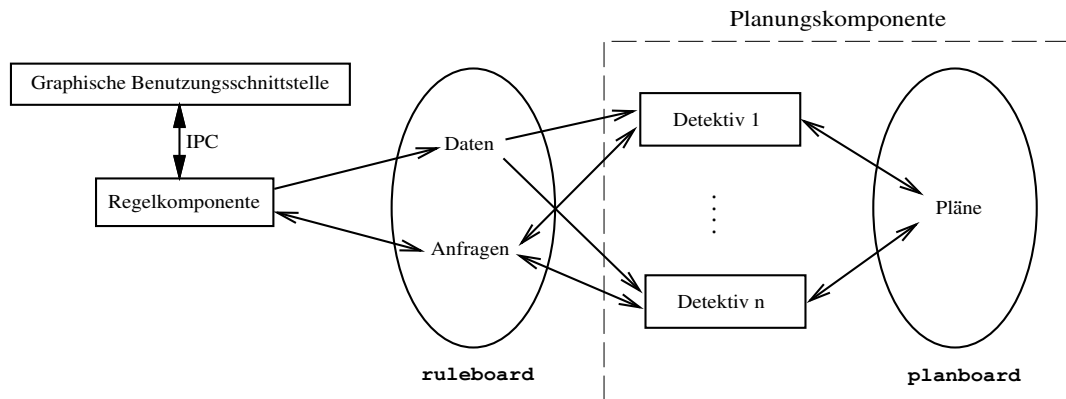 Planungskomponente
Graphische Benutzungsschnittstelle
IPC
Regelkomponente
Daten
Anfragen
ruleboard
Detektiv 1
Detektiv n
Pläne
planboard